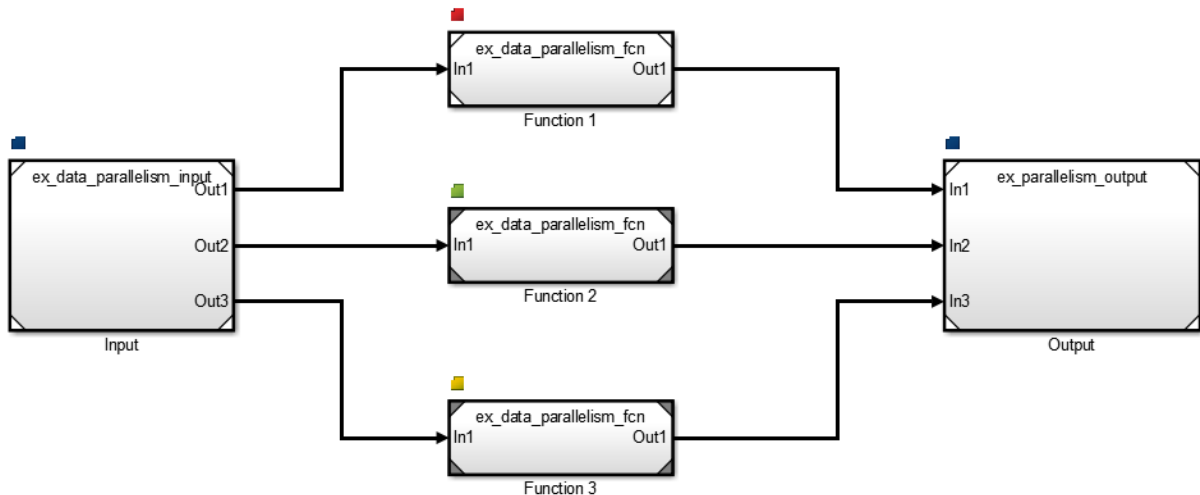 ex_data_parallelism_fcn
In1
Out1
Function 1
ex_data_parallelism_input
Out1
Out2
Out3
Input
ex_data_parallelism_fcn
In1
Out1
Function 2
ex_data_parallelism_fcn
In1
Out1
Function 3
ex_parallelism_output
In1
In2
In3
Output